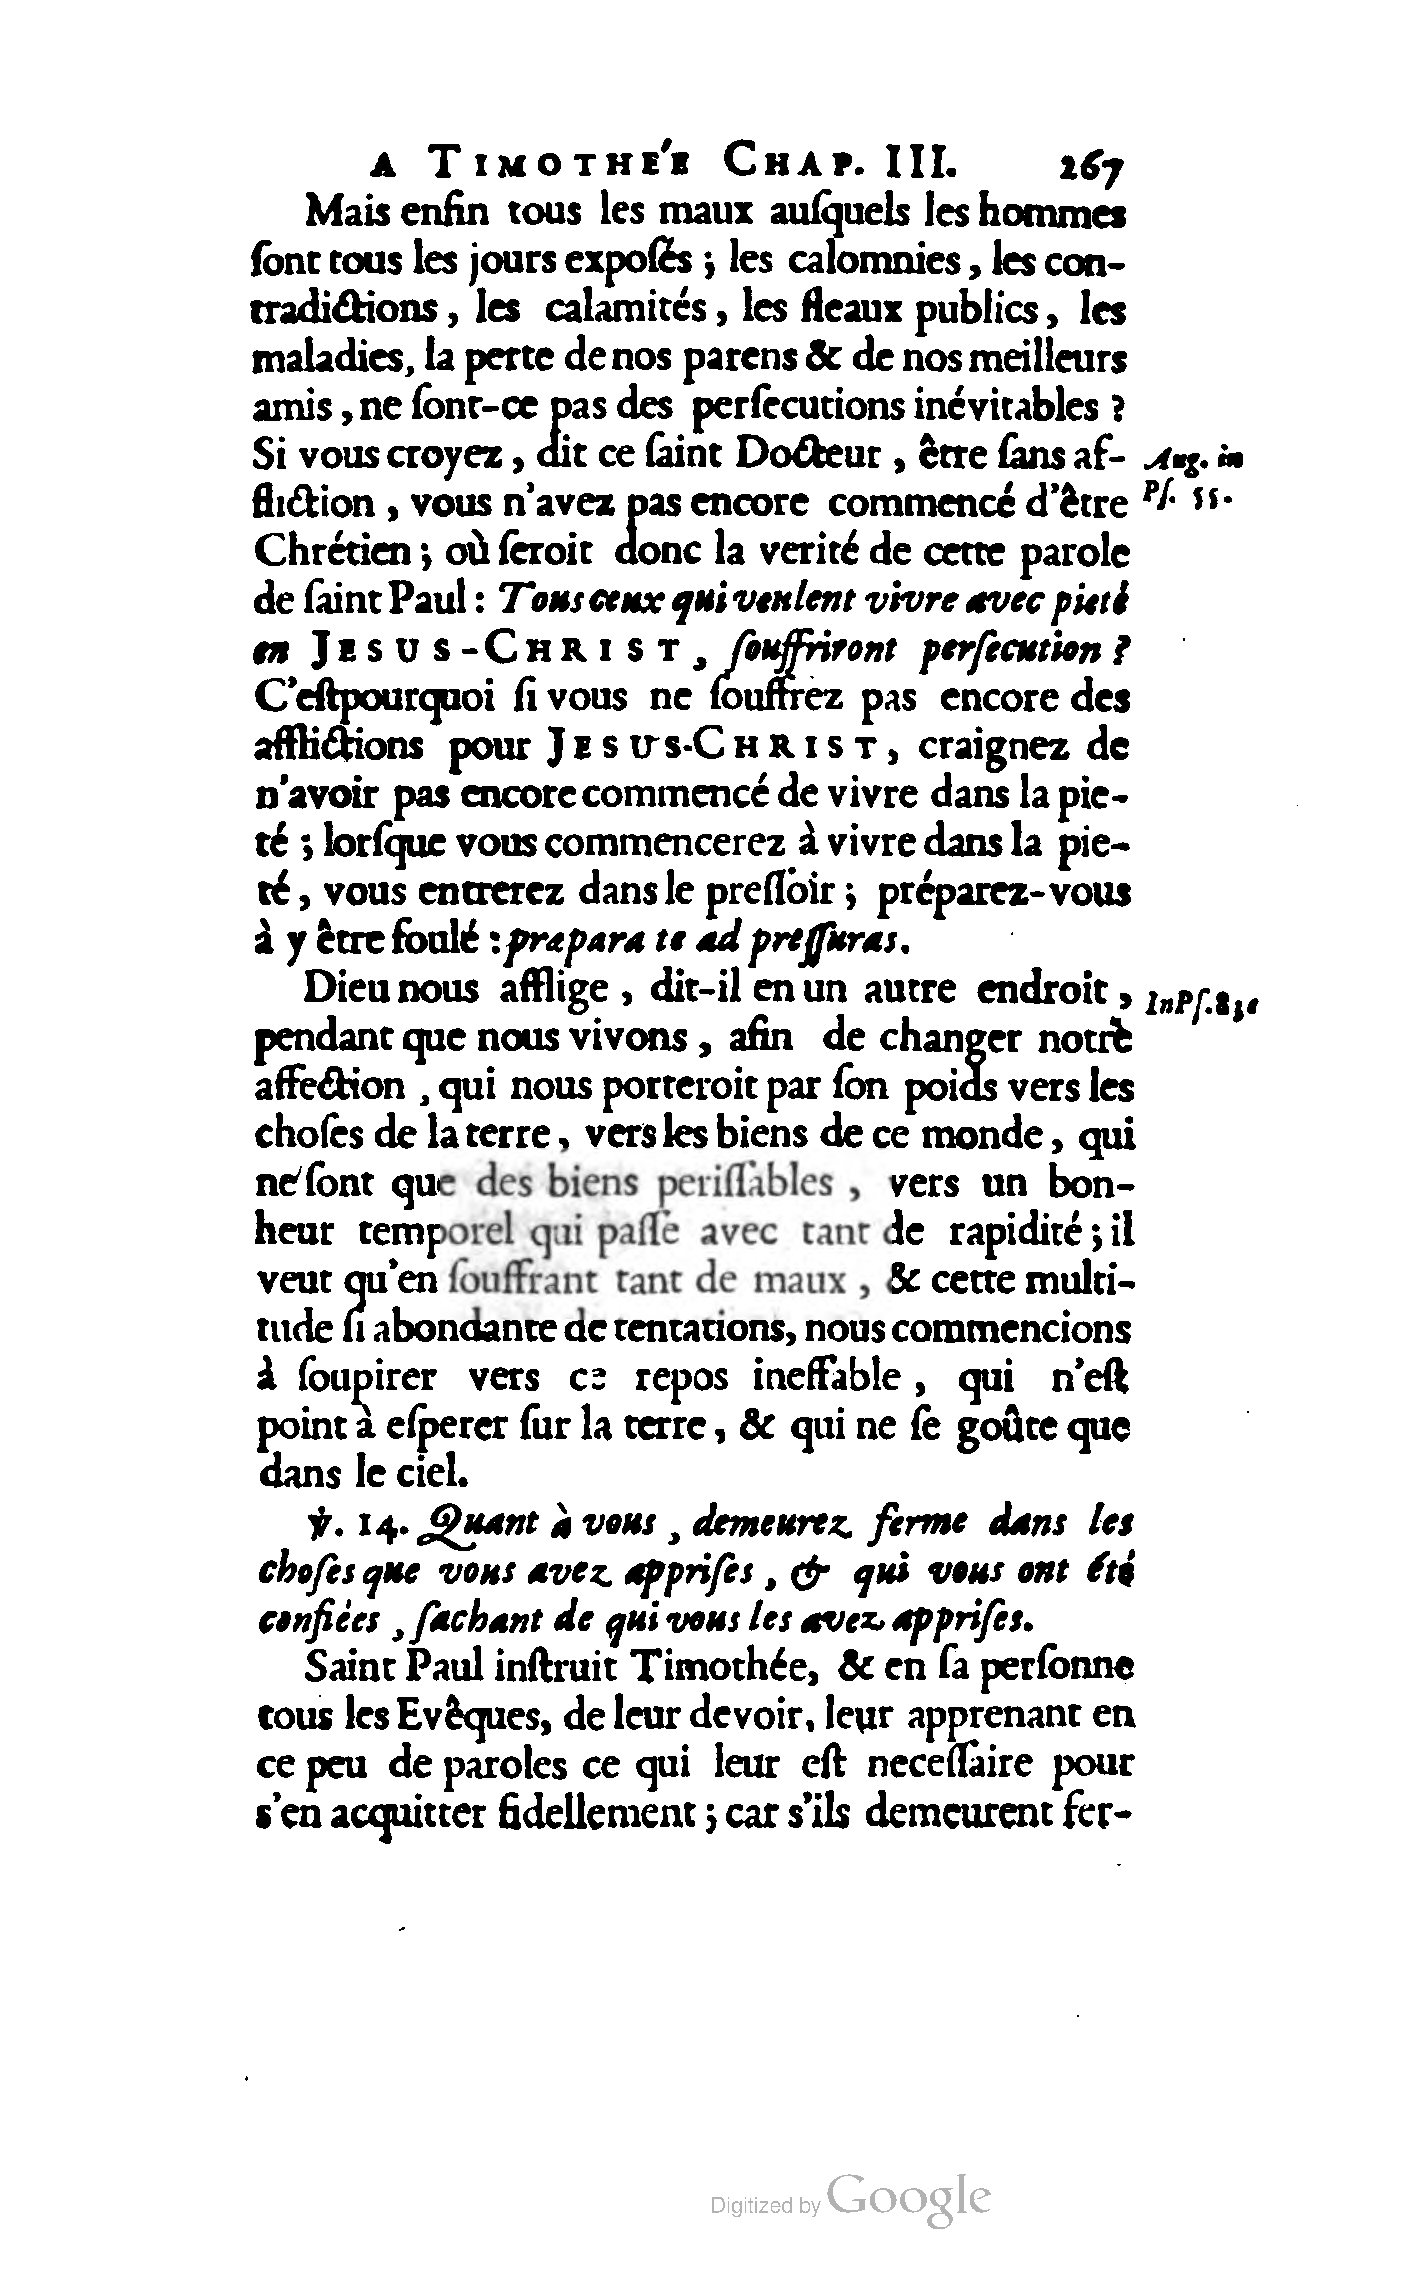 A TIMOTHE'E CHAP. III. 267
Mais enfin tous les maux auſquels les hommes
ſont tous les jours expoſés ; les calomnies, les con-
tradictions, les calamités, les fleaux publics, les
maladies, la perte de nos parens & de nos meilleurs
amis, ne ſont-ce pas des perſecutions inévitables ?
Si vous croyez, dit ce ſaint Docteur, être ſans af-
fliction, vous n'avez pas encore commencé d'être
Aug. in
Pſ. 55.
Chrétien ; où ſeroit donc la verité de cette parole
de ſaint Paul : Tous ceux qui veulent vivre avec pieté
en JESUS-CHRIST, ſouffriront perſecution ?
C'eſtpourquoi ſi vous ne ſouffrez pas encore des
afflictions pour JESUS-CHRIST, craignez de
n'avoir pas encore commencé de vivre dans la pie-
té ; lorſque vous commencerez à vivre dans la pie-
té, vous entrerez dans le preſſoir ; préparez-vous
à y être foulé : præpara te ad preſſuras.
Dieu nous afflige, dit-il en un autre endroit,
In Pſ. 83.
pendant que nous vivons, afin de changer notre
affection, qui nous porteroit par ſon poids vers les
choſes de la terre, vers les biens de ce monde, qui
ne ſont que des biens periſſables, vers un bon-
heur temporel qui paſſe avec tant de rapidité ; il
veut qu'en ſouffrant tant de maux, & cette multi-
tude ſi abondante de tentations, nous commencions
à ſoupirer vers ce repos ineffable, qui n'eſt
point à eſperer ſur la terre, & qui ne ſe goûte que
dans le ciel.
℣. 14. Quant à vous, demeurez ferme dans les
choſes que vous avez appriſes, & qui vous ont été
confiées, ſachant de qui vous les avez appriſes.
Saint Paul inſtruit Timothée, & en ſa perſonne
tous les Evêques, de leur devoir, leur apprenant en
ce peu de paroles ce qui leur eſt neceſſaire pour
s'en acquitter fidellement ; car s'ils demeurent fer-
Digitized by Google